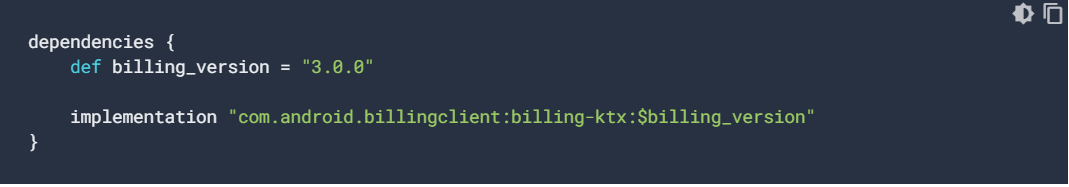 dependencies {
    def billing_version = "3.0.0"
    implementation "com.android.billingclient:billing-ktx:$billing_version"
}